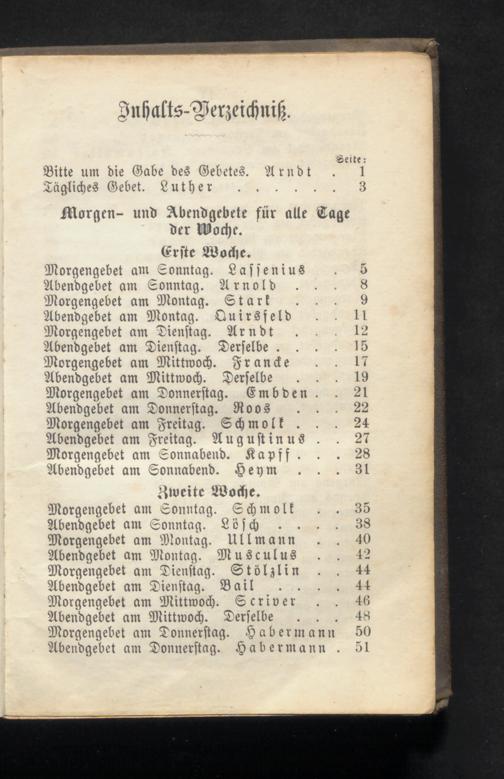 Inhalts-Verzeichniß.
Seite:
Bitte um die Gabe des Gebetes. Arndt . 1
Tägliches Gebet. Luther . . . . . . 3
Morgen- und Abendgebete für alle Tage
der Woche.
Erste Woche.
Morgengebet am Sonntag. Lassenius . 5
Abendgebet am Sonntag. Arnold . . . 8
Morgengebet am Montag. Stark . . . 9
Abendgebet am Montag. Quirsfeld . . 11
Morgengebet am Dienstag. Arndt . . 12
Abendgebet am Dienstag. Derselbe . . . . 15
Morgengebet am Mittwoch. Francke . . 17
Abendgebet am Mittwoch. Derselbe . . . 19
Morgengebet am Donnerstag. Embden . . 21
Abendgebet am Donnerstag. Roos . . . 22
Morgengebet am Freitag. Schmolk . . . 24
Abendgebet am Freitag. Augustinus . . 27
Morgengebet am Sonnabend. Kapff . . . 28
Abendgebet am Sonnabend. Heym . . . 31
Zweite Woche.
Morgengebet am Sonntag. Schmolk . . 35
Abendgebet am Sonntag. Lösch . . . . 38
Morgengebet am Montag. Ullmann . . 40
Abendgebet am Montag. Musculus . . 42
Morgengebet am Dienstag. Stölzlin . . 44
Abendgebet am Dienstag. Bail . . . . 44
Morgengebet am Mittwoch. Scriver . . 46
Abendgebet am Mittwoch. Derselbe . . . 48
Morgengebet am Donnerstag. Habermann 50
Abendgebet am Donnerstag. Habermann . 51